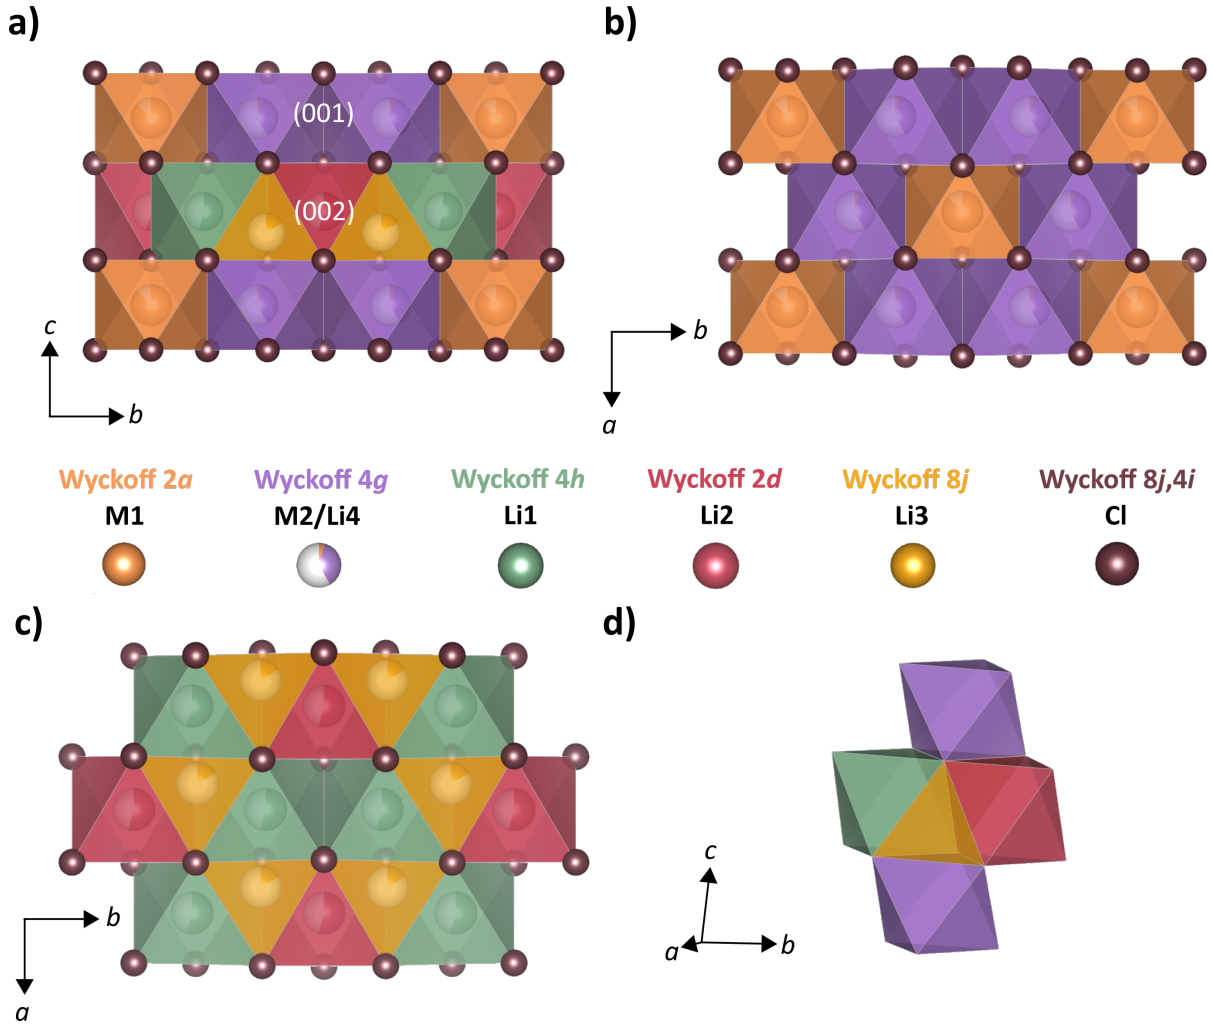 a)
b)
(001)
(002)
c
b
b
a
Wyckoff 2a Wyckoff 4g Wyckoff 4h Wyckoff 2d Wyckoff 8j Wyckoff 8j,4i
M1 M2/Li4 Li1 Li2 Li3 Cl
c)
d)
b
a
c
a
b